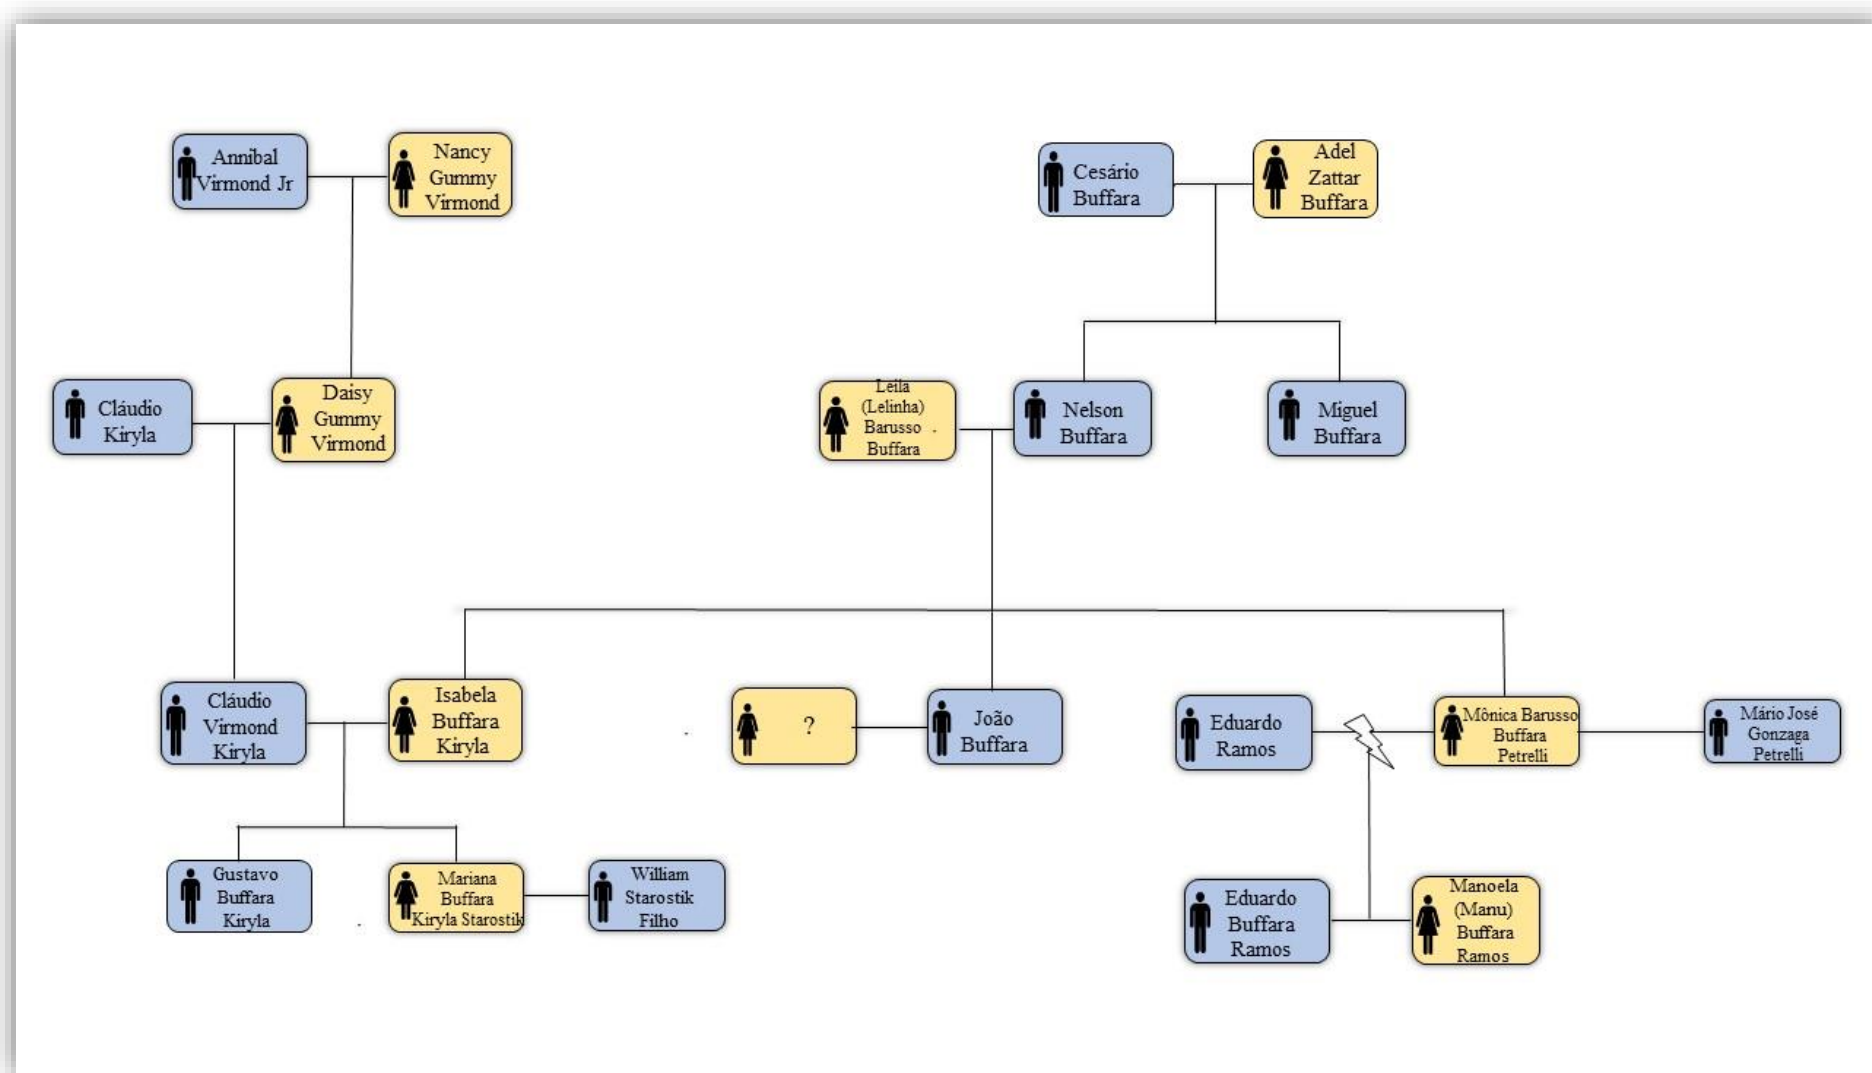 Annibal
Virmond Jr
Nancy
Gummy
Virmond
Cesário
Buffara
Adel
Zattar
Buffara
Cláudio
Kiryla
Daisy
Gummy
Virmond
Leila
(Lelinha)
Barusso
Buffara
Nelson
Buffara
Miguel
Buffara
Cláudio
Virmond
Kiryla
Isabela
Buffara
Kiryla
?
João
Buffara
Eduardo
Ramos
Mônica Barusso
Buffara
Petrelli
Mário José
Gonzaga
Petrelli
Gustavo
Buffara
Kiryla
Mariana
Buffara
Kiryla Starostik
William
Starostik
Filho
Eduardo
Buffara
Ramos
Manoela
(Manu)
Buffara
Ramos